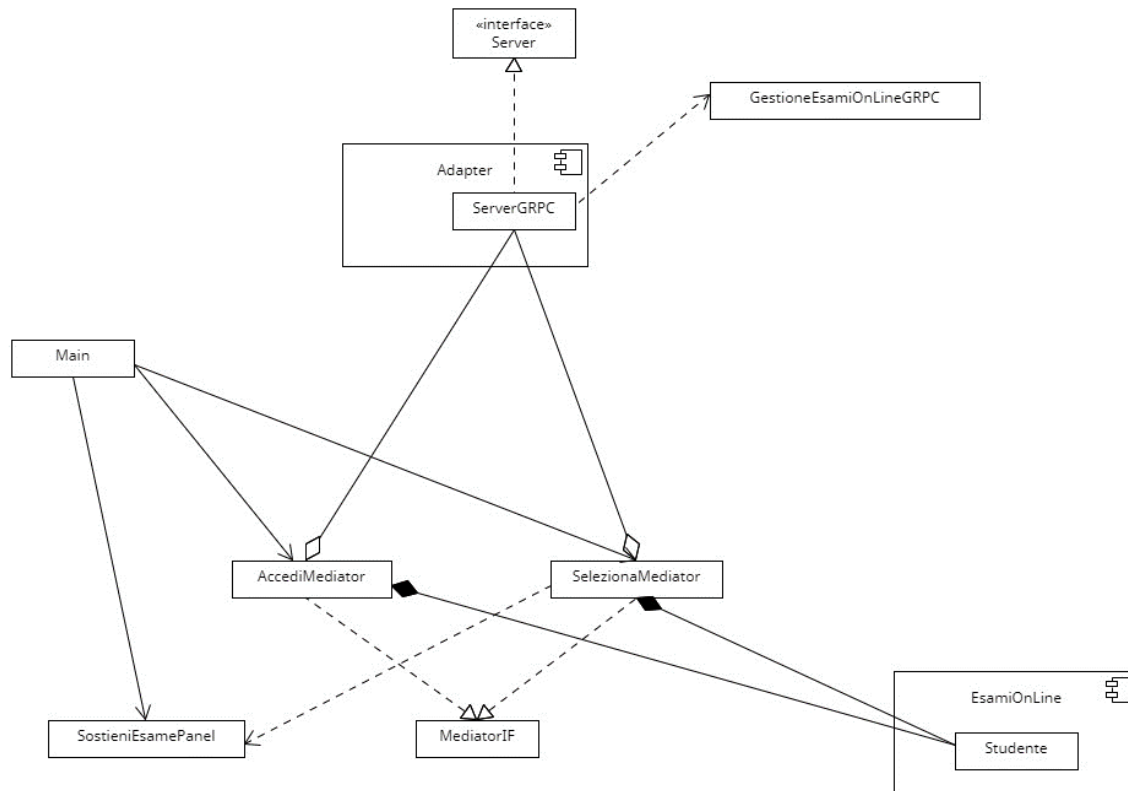 «interface»
Server
GestioneEsamiOnLineGRPC
Adapter
ServerGRPC
Main
AccediMediator
SelezionaMediator
EsamiOnLine
SostieniEsamePanel
MediatorIF
Studente